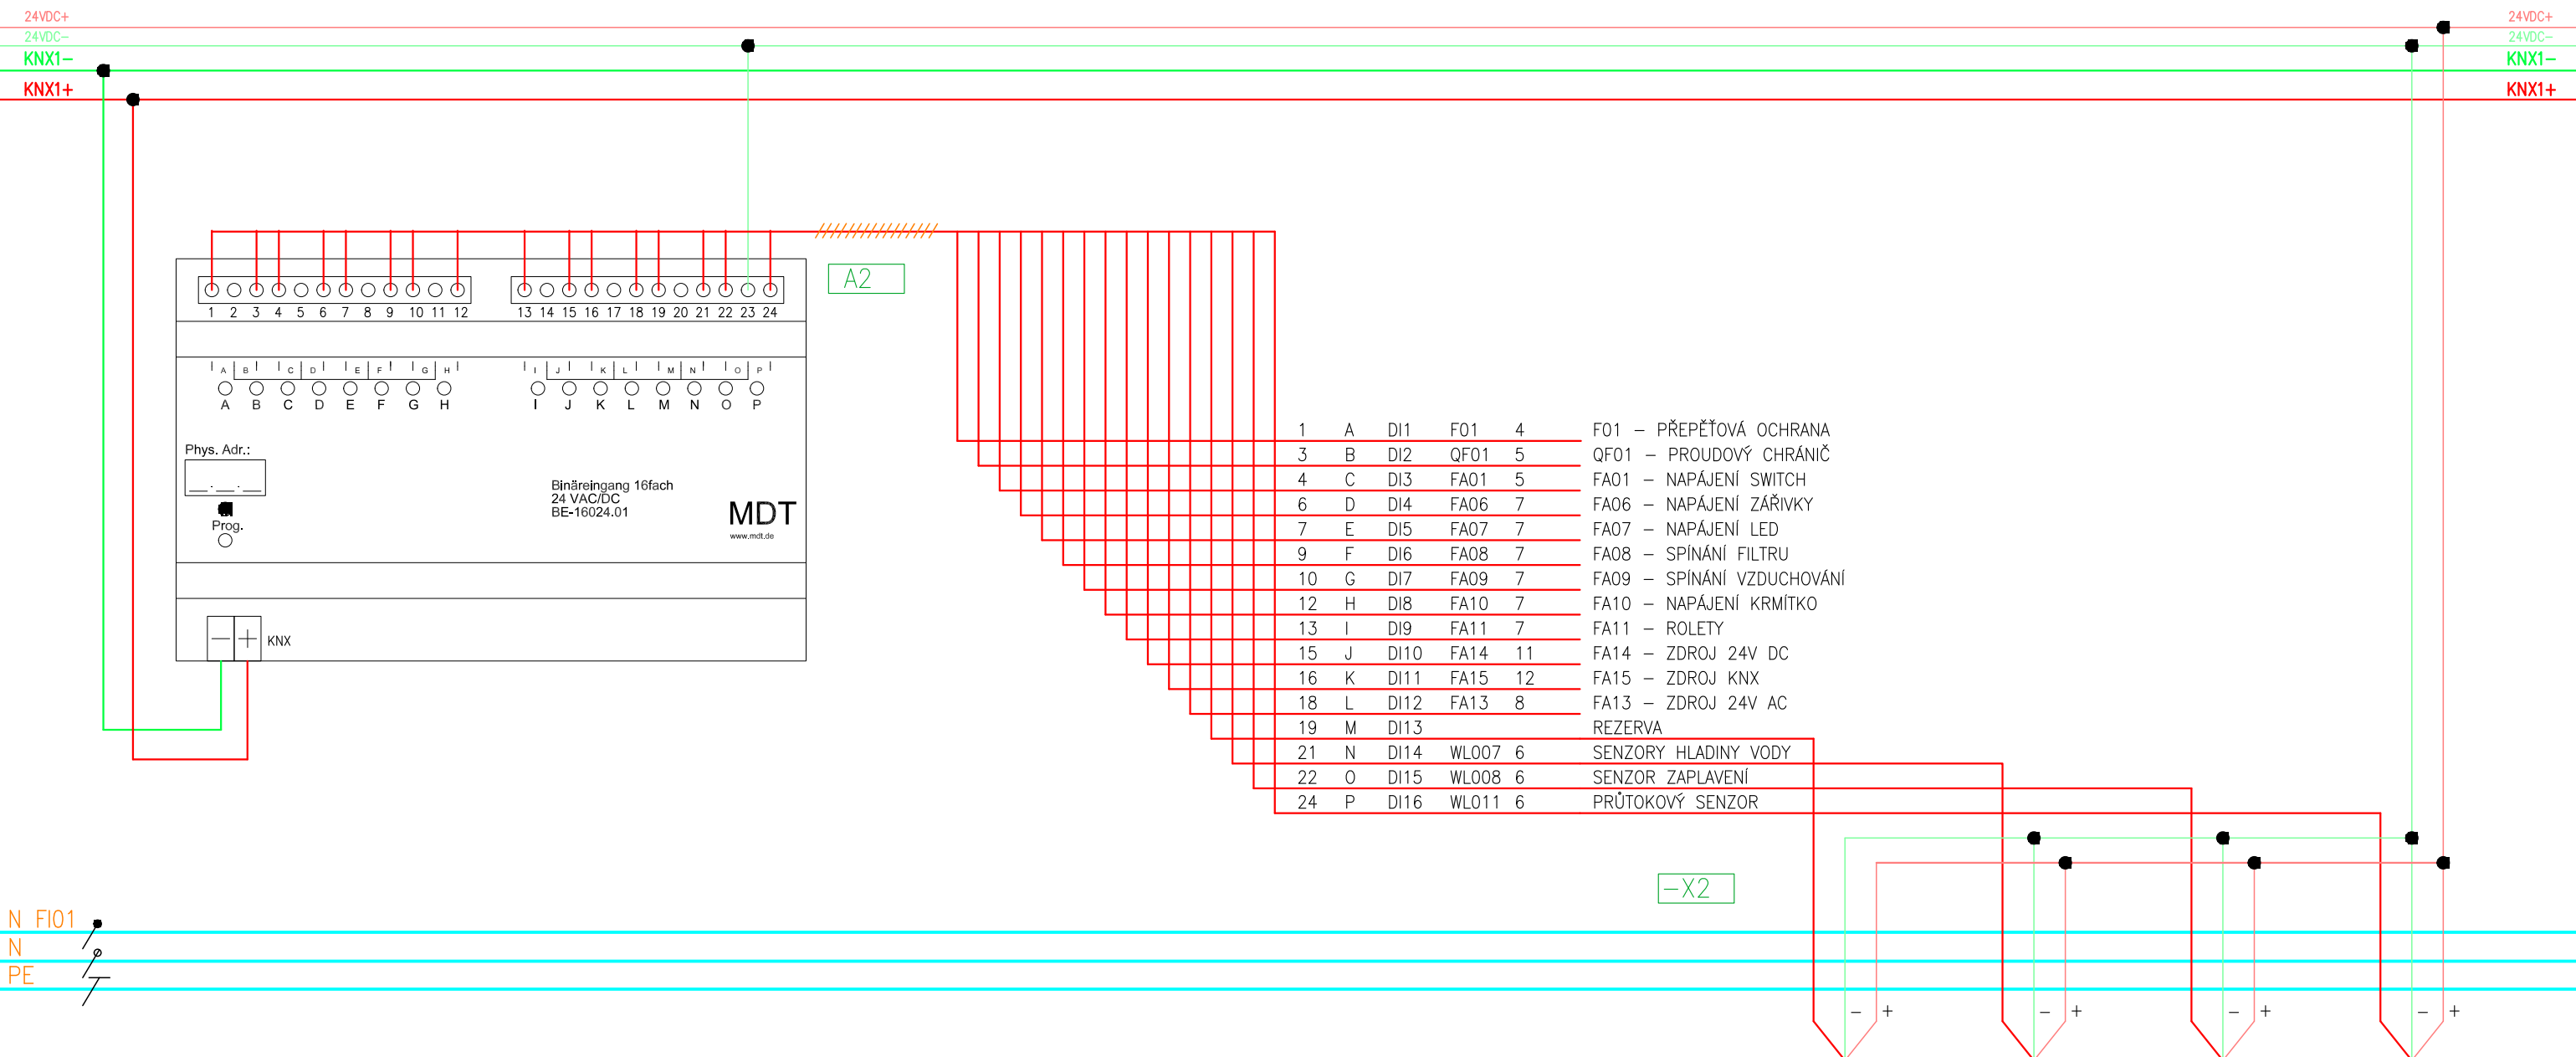 24VDC+ 24VDC+
24VDC- 24VDC-
KNX1- KNX1-
KNX1+ KNX1+
A2
1 2 3 4 5 6 7 8 9 10 11 12 13 14 15 16 17 18 19 20 21 22 23 24
A B C D E F G H I J K L M N O P
A B C D E F G H I J K L M N O P
Phys. Adr.:
__.__.__
Binäreingang 16fach
24 VAC/DC
BE-16024.01
MDT
www.mdt.de
Prog.
KNX
1 A DI1 F01 4 F01 - PŘEPĚŤOVÁ OCHRANA
3 B DI2 QF01 5 QF01 - PROUDOVÝ CHRÁNIČ
4 C DI3 FA01 5 FA01 - NAPÁJENÍ SWITCH
6 D DI4 FA06 7 FA06 - NAPÁJENÍ ZÁŘIVKY
7 E DI5 FA07 7 FA07 - NAPÁJENÍ LED
9 F DI6 FA08 7 FA08 - SPÍNÁNÍ FILTRU
10 G DI7 FA09 7 FA09 - SPÍNÁNÍ VZDUCHOVÁNÍ
12 H DI8 FA10 7 FA10 - NAPÁJENÍ KRMÍTKO
13 I DI9 FA11 7 FA11 - ROLETY
15 J DI10 FA14 11 FA14 - ZDROJ 24V DC
16 K DI11 FA15 12 FA15 - ZDROJ KNX
18 L DI12 FA13 8 FA13 - ZDROJ 24V AC
19 M DI13 REZERVA
21 N DI14 WL007 6 SENZORY HLADINY VODY
22 O DI15 WL008 6 SENZOR ZAPLAVENÍ
24 P DI16 WL011 6 PRŮTOKOVÝ SENZOR
-X2
N FI01
N
PE
- + - + - + - +